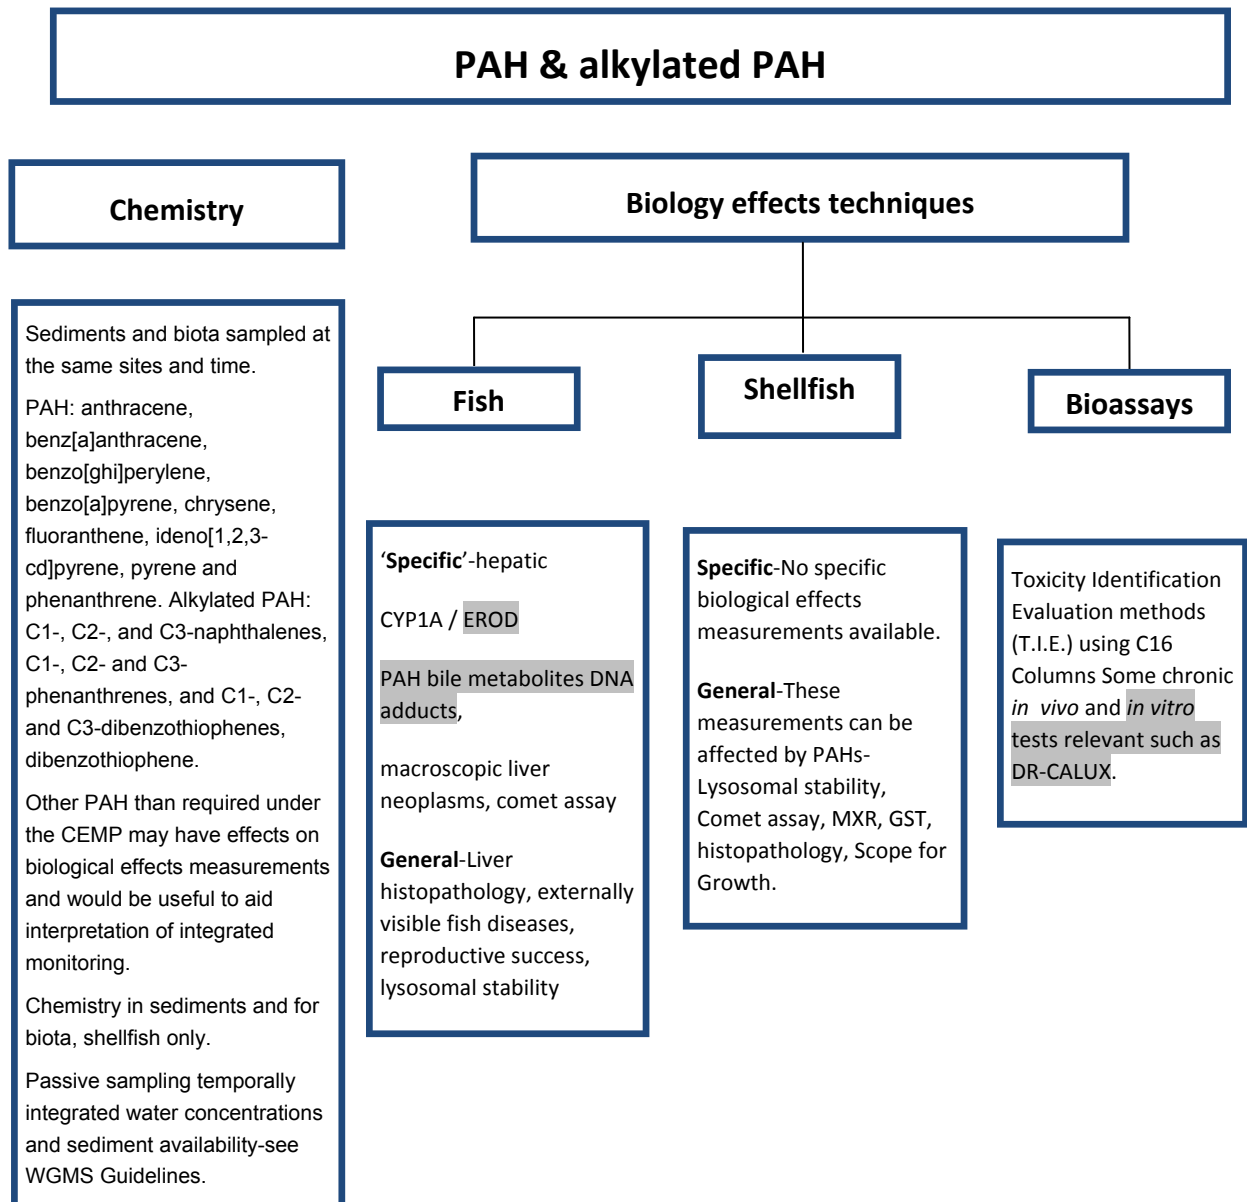 PAH & alkylated PAH
Chemistry
Biology effects techniques
Sediments and biota sampled at
the same sites and time.
PAH: anthracene,
benz[a]anthracene,
benzo[ghi]perylene,
benzo[a]pyrene, chrysene,
fluoranthene, ideno[1,2,3-
cd]pyrene, pyrene and
phenanthrene. Alkylated PAH:
C1-, C2-, and C3-naphthalenes,
C1-, C2- and C3-
phenanthrenes, and C1-, C2-
and C3-dibenzothiophenes,
dibenzothiophene.
Other PAH than required under
the CEMP may have effects on
biological effects measurements
and would be useful to aid
interpretation of integrated
monitoring.
Chemistry in sediments and for
biota, shellfish only.
Passive sampling temporally
integrated water concentrations
and sediment availability-see
WGMS Guidelines.
Fish
‘Specific’-hepatic
CYP1A / EROD
PAH bile metabolites DNA
adducts,
macroscopic liver
neoplasms, comet assay
General-Liver
histopathology, externally
visible fish diseases,
reproductive success,
lysosomal stability
Shellfish
Specific-No specific
biological effects
measurements available.
General-These
measurements can be
affected by PAHs-
Lysosomal stability,
Comet assay, MXR, GST,
histopathology, Scope for
Growth.
Bioassays
Toxicity Identification
Evaluation methods
(T.I.E.) using C16
Columns Some chronic
in vivo and in vitro
tests relevant such as
DR-CALUX.